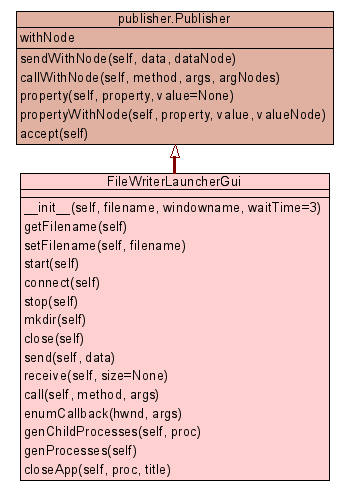 publisher.Publisher
withNode
sendWithNode(self, data, dataNode)
callWithNode(self, method, args, argNodes)
property(self, property, value=None)
propertyWithNode(self, property, value, valueNode)
accept(self)
FileWriterLauncherGui
__init__(self, filename, windowname, waitTime=3)
getFilename(self)
setFilename(self, filename)
start(self)
connect(self)
stop(self)
mkdir(self)
close(self)
send(self, data)
receive(self, size=None)
call(self, method, args)
enumCallback(hwnd, args)
genChildProcesses(self, proc)
genProcesses(self)
closeApp(self, proc, title)